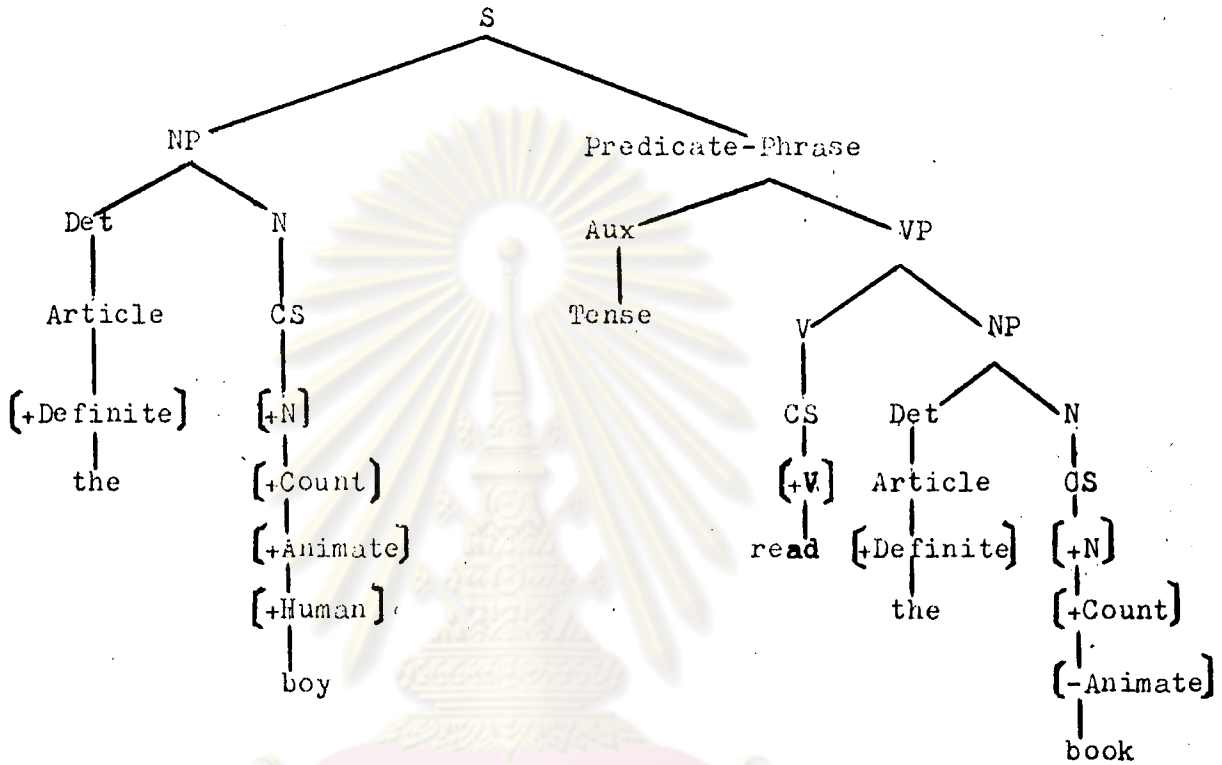 S
NP Predicate-Phrase
Det N Aux VP
Article CS Tense V NP
[+Definite] [+N] CS Det N
the [+Count] [+V] Article CS
[+Animate] read [+Definite] [+N]
[+Human] the [+Count]
boy [-Animate]
book